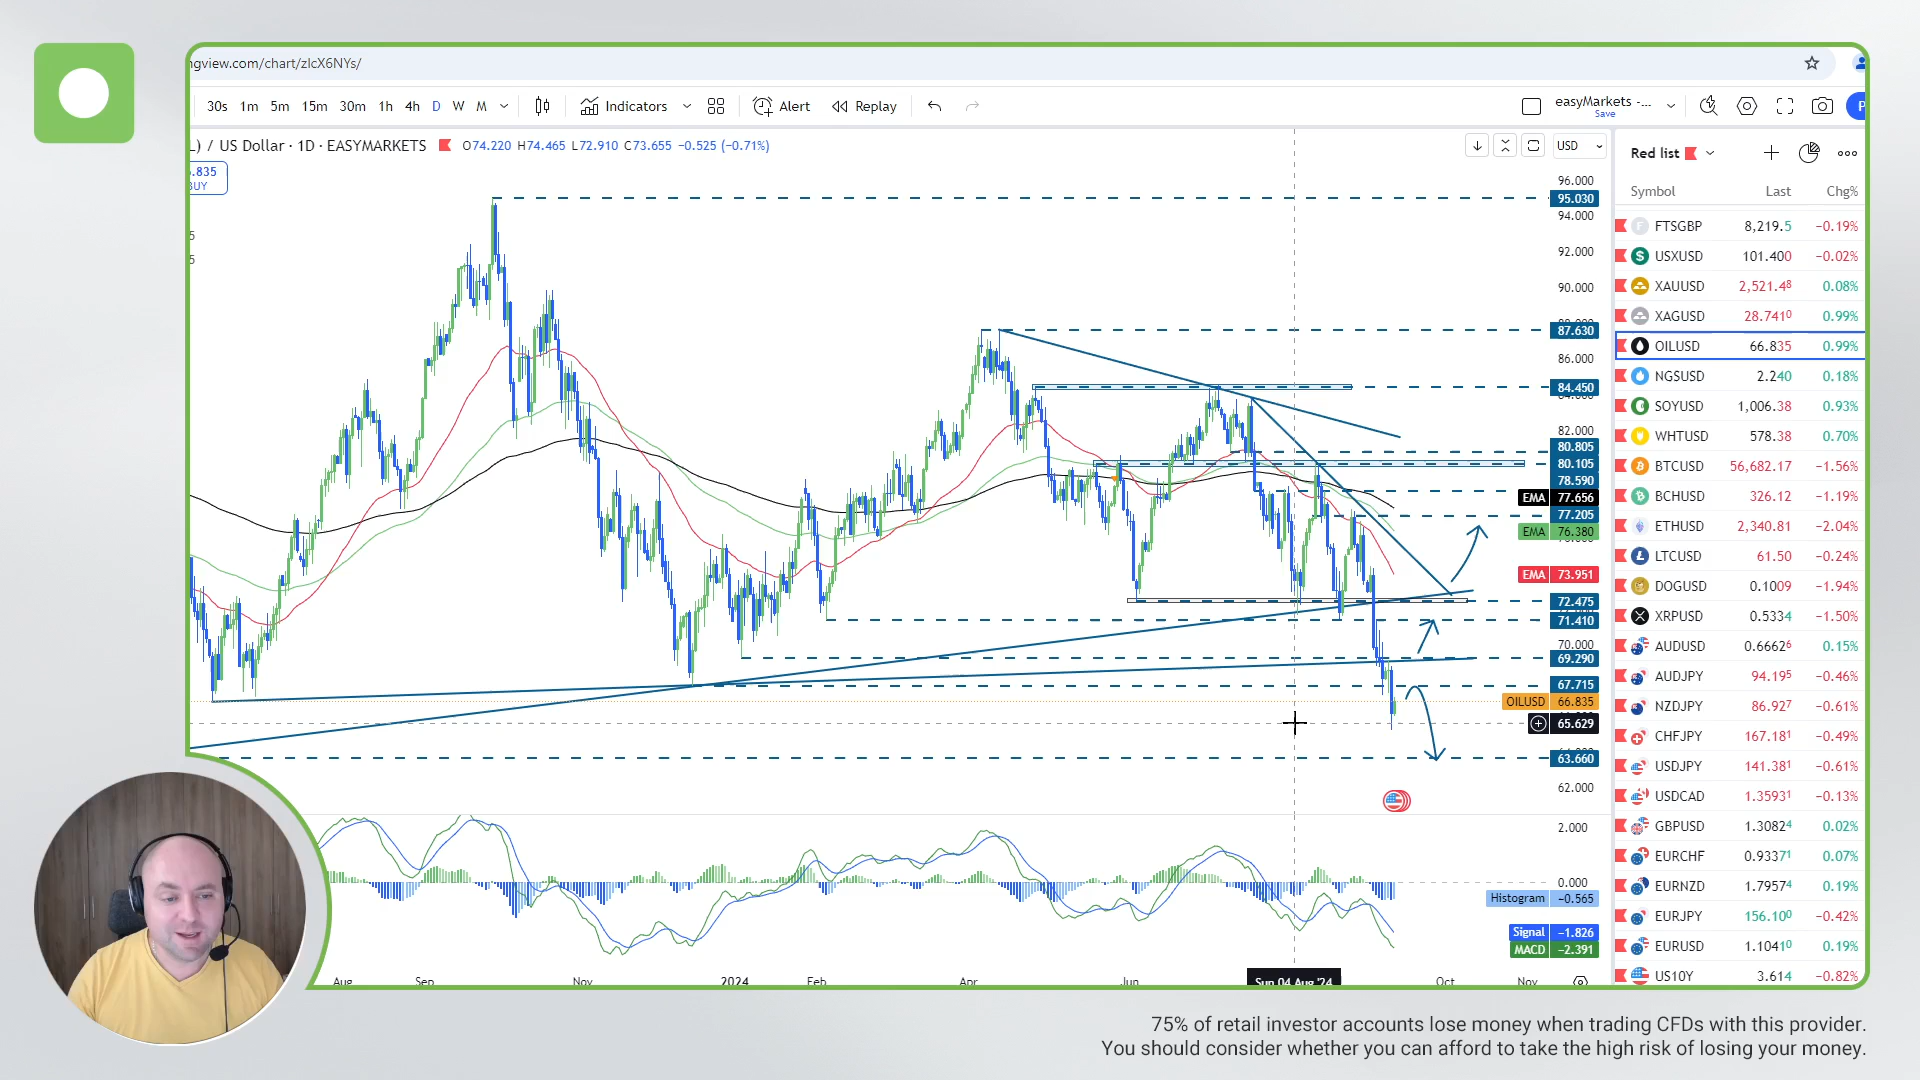 ngview.com/chart/zlcX6NYs/
30s 1m 5m 15m 30m 1h 4h D W M Indicators Alert Replay
easyMarkets -...
Save
L) / US Dollar · 1D · EASYMARKETS O74.220 H74.465 L72.910 C73.655 −0.525 (−0.71%)
USD
.835
BUY
5
5
96.000
95.030
94.000
92.000
90.000
87.630
86.000
84.450
82.000
80.805
80.105
78.590
EMA 77.656
77.205
EMA 76.380
EMA 73.951
72.475
71.410
70.000
69.290
67.715
OILUSD 66.835
65.629
63.660
62.000
2.000
0.000
Histogram −0.565
Signal −1.826
MACD −2.391
Aug Sep Nov 2024 Feb Apr Jun Sun 04 Aug '24 Oct Nov
Red list
Symbol Last Chg%
FTSGBP 8,219.5 −0.19%
USXUSD 101.400 −0.02%
XAUUSD 2,521.48 0.08%
XAGUSD 28.7410 0.99%
OILUSD 66.835 0.99%
NGSUSD 2.240 0.18%
SOYUSD 1,006.38 0.93%
WHTUSD 578.38 0.70%
BTCUSD 56,682.17 −1.56%
BCHUSD 326.12 −1.19%
ETHUSD 2,340.81 −2.04%
LTCUSD 61.50 −0.24%
DOGUSD 0.1009 −1.94%
XRPUSD 0.5334 −1.50%
AUDUSD 0.66626 0.15%
AUDJPY 94.195 −0.46%
NZDJPY 86.927 −0.61%
CHFJPY 167.181 −0.49%
USDJPY 141.381 −0.61%
USDCAD 1.35931 −0.13%
GBPUSD 1.30824 0.02%
EURCHF 0.93371 0.07%
EURNZD 1.79574 0.19%
EURJPY 156.100 −0.42%
EURUSD 1.10410 0.19%
US10Y 3.614 −0.82%
75% of retail investor accounts lose money when trading CFDs with this provider.
You should consider whether you can afford to take the high risk of losing your money.